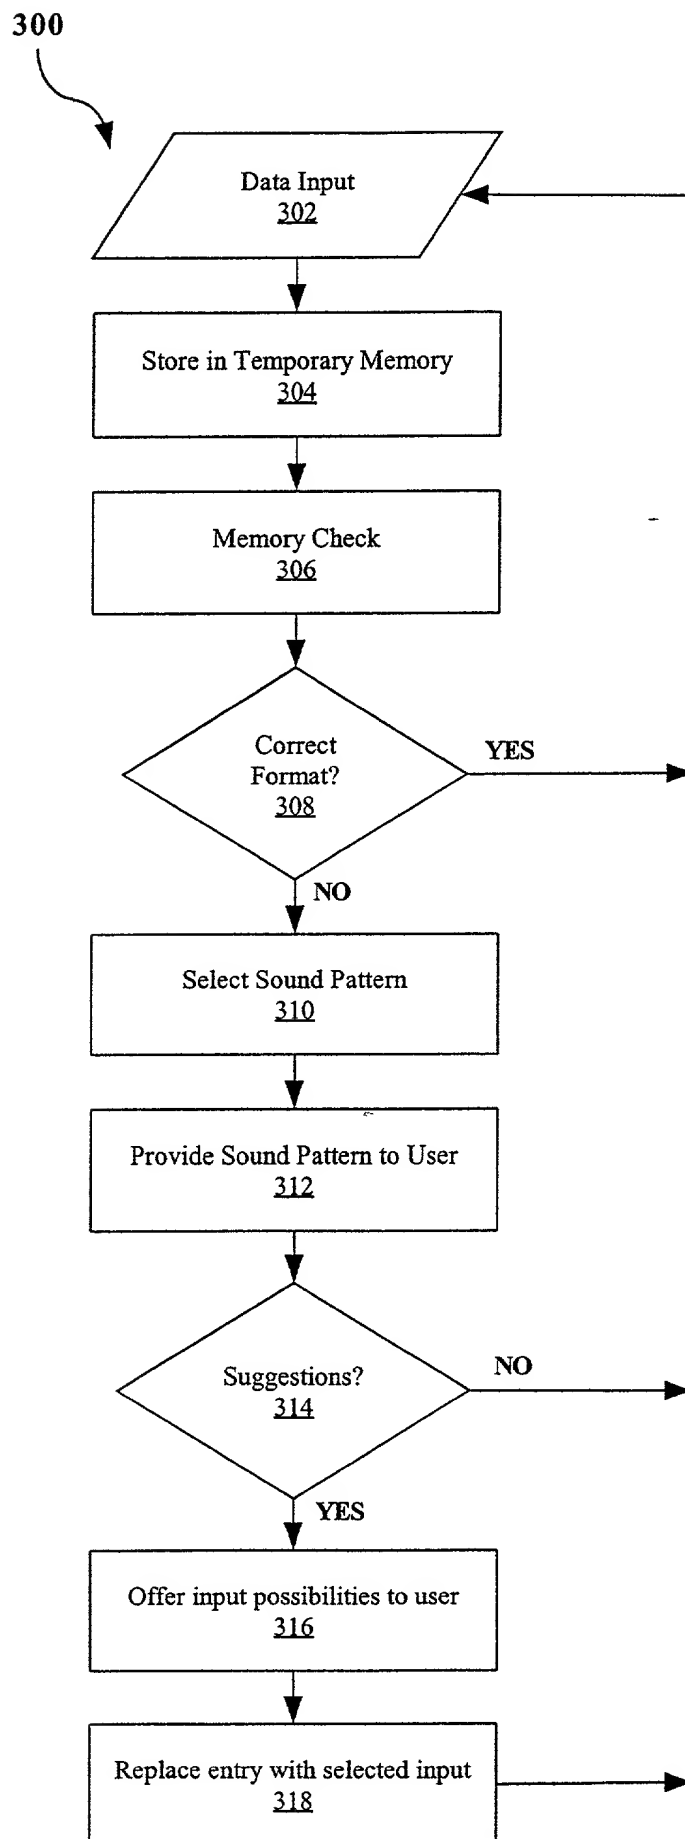 300
Data Input
302
Store in Temporary Memory
304
Memory Check
306
Correct
Format?
308
YES
NO
Select Sound Pattern
310
Provide Sound Pattern to User
312
Suggestions?
314
NO
YES
Offer input possibilities to user
316
Replace entry with selected input
318